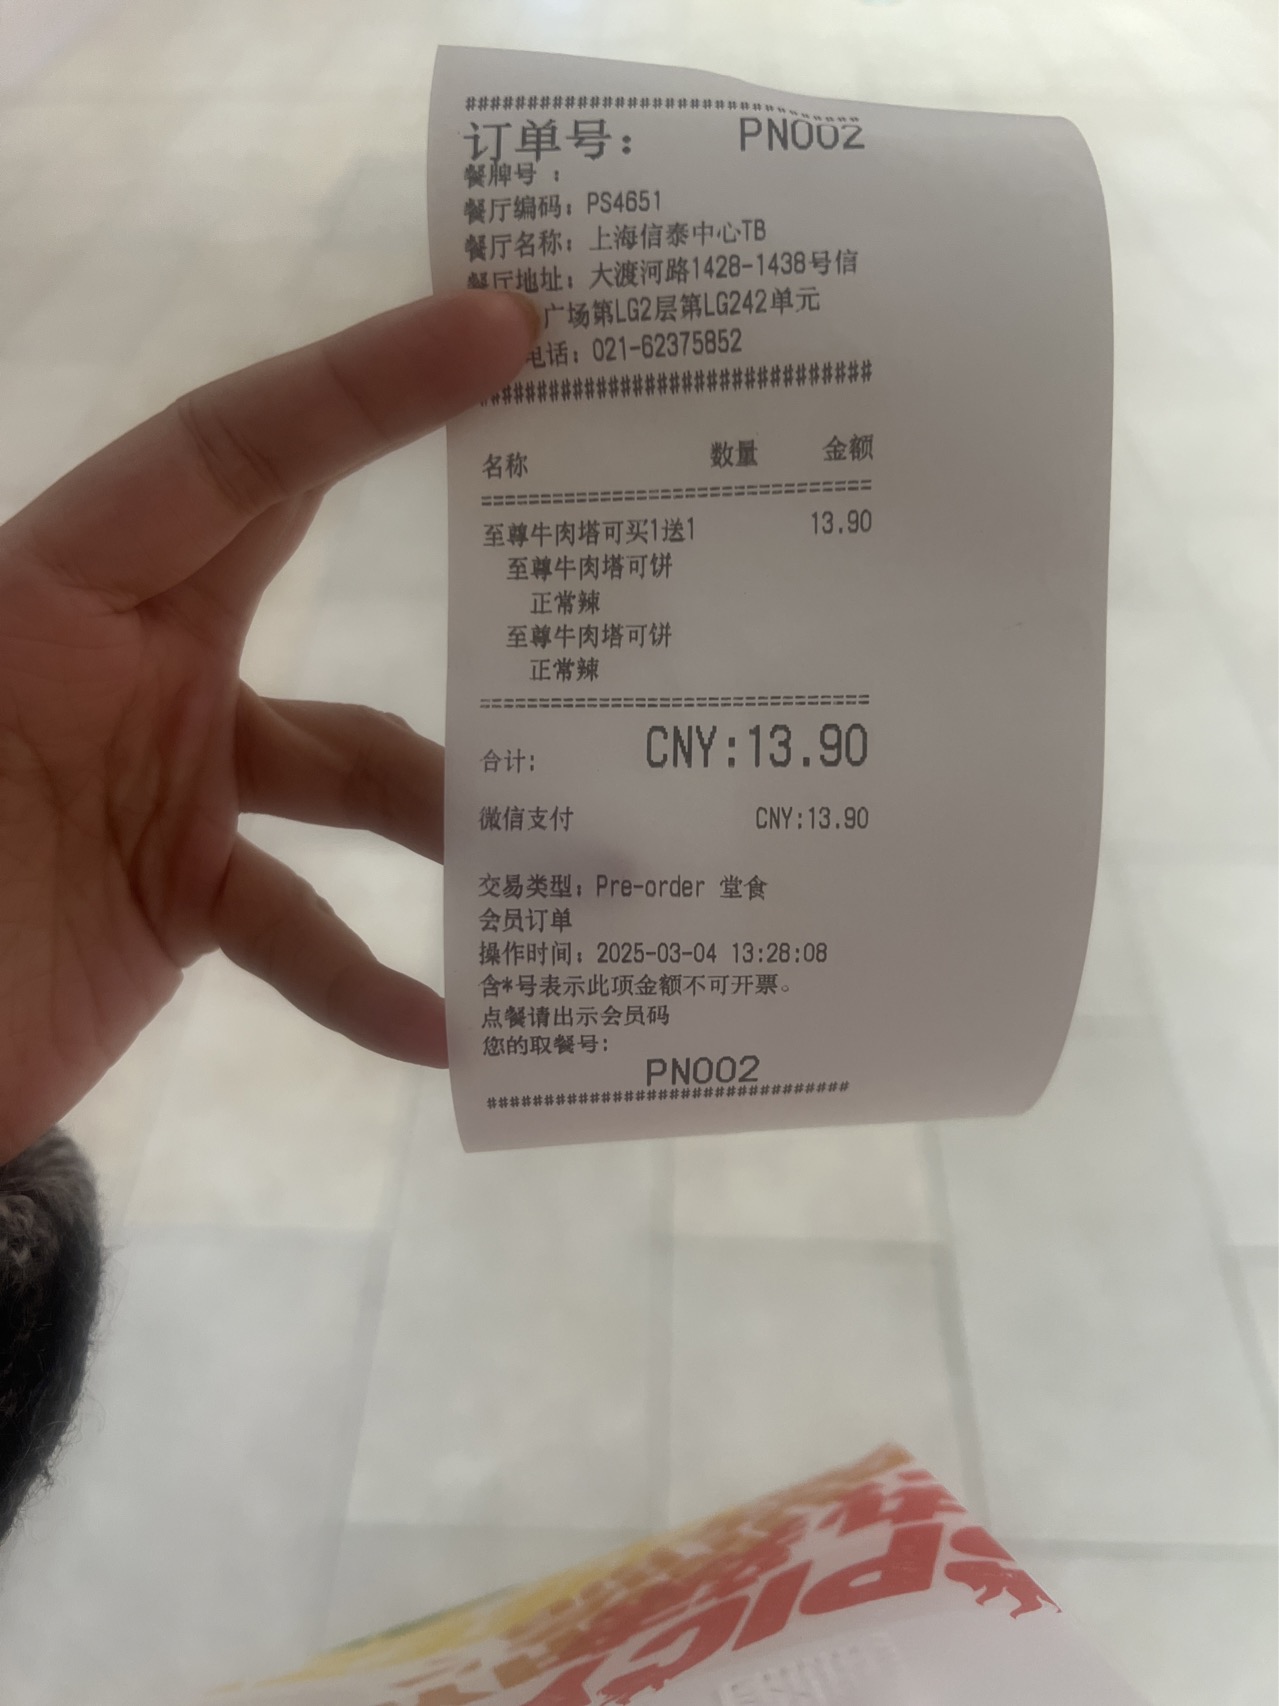 ################################
订单号： PN002
餐牌号：
餐厅编码：PS4651
餐厅名称：上海信泰中心TB
餐厅地址：大渡河路1428-1438号信
广场第LG2层第LG242单元
电话：021-62375852
################################
名称 数量 金额
================================
至尊牛肉塔可买1送1 13.90
至尊牛肉塔可饼
正常辣
至尊牛肉塔可饼
正常辣
================================
合计: CNY:13.90
微信支付 CNY:13.90
交易类型：Pre-order 堂食
会员订单
操作时间：2025-03-04 13:28:08
含*号表示此项金额不可开票。
点餐请出示会员码
您的取餐号:
PN002
################################